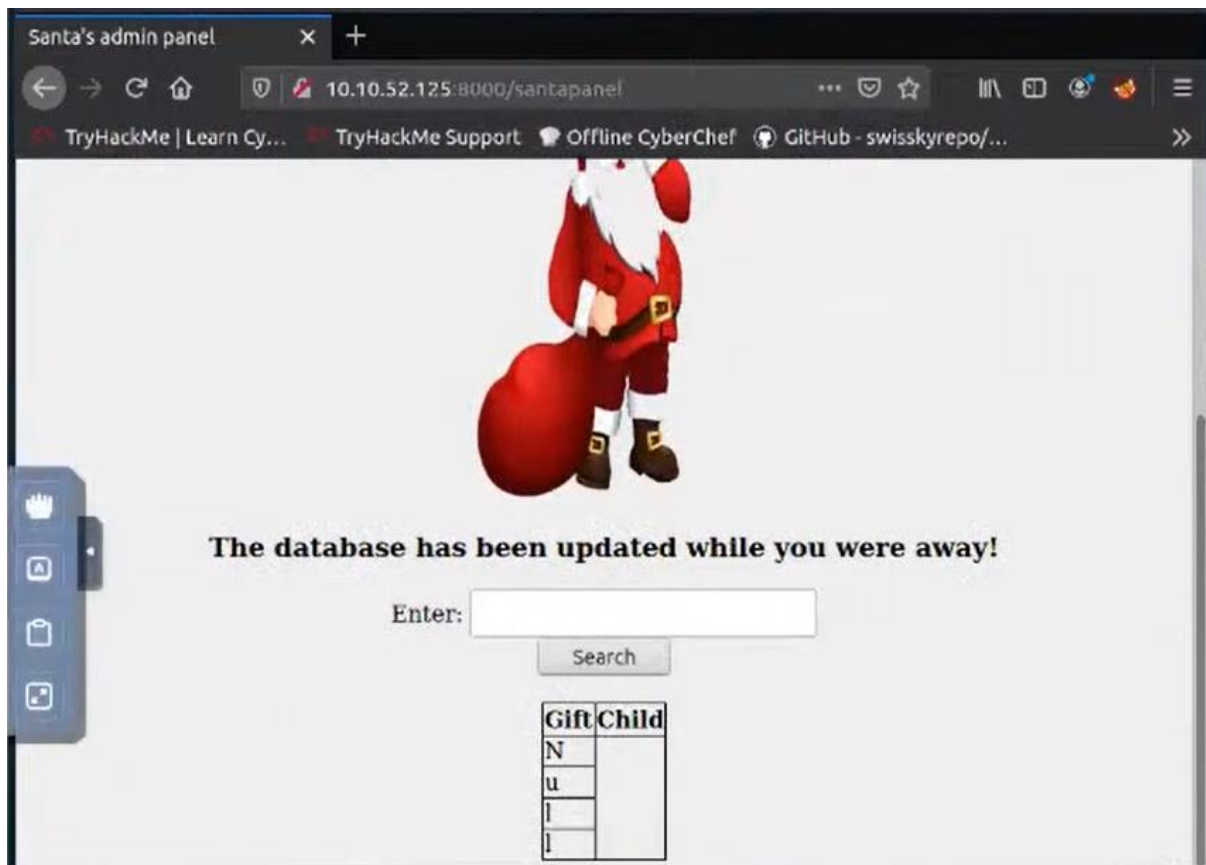 Santa's admin panel
10.10.52.125:8000/santapanel
TryHackMe | Learn Cy... TryHackMe Support Offline CyberChef GitHub - swisskyrepo/...
The database has been updated while you were away!
Enter:
Search
Gift Child
N
u
l
l